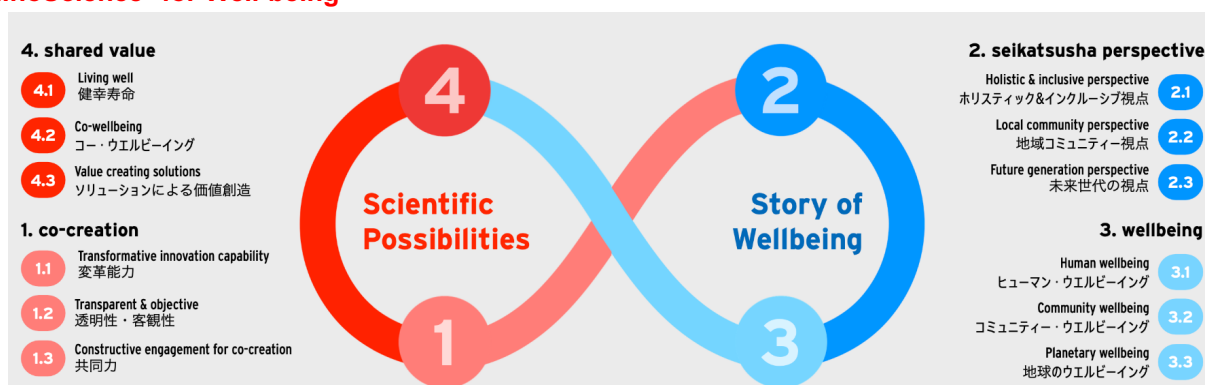 for Well-being
4. shared value
4.1
Living well
健幸寿命
4.2
Co-wellbeing
コー・ウエルビーイング
4.3
Value creating solutions
ソリューションによる価値創造
1. co-creation
1.1
Transformative innovation capability
変革能力
1.2
Transparent & objective
透明性・客観性
1.3
Constructive engagement for co-creation
共同力
4
Scientific
Possibilities
1
2
Story of
Wellbeing
3
2. seikatsusha perspective
Holistic & inclusive perspective
ホリスティック&インクルーシブ視点
2.1
Local community perspective
地域コミュニティー視点
2.2
Future generation perspective
未来世代の視点
2.3
3. wellbeing
Human wellbeing
ヒューマン・ウエルビーイング
3.1
Community wellbeing
コミュニティー・ウエルビーイング
3.2
Planetary wellbeing
地球のウエルビーイング
3.3